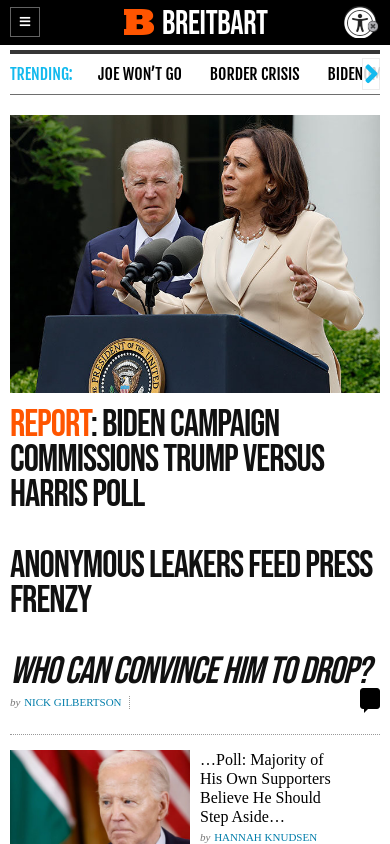 BREITBART
TRENDING:
JOE WON'T GO
BORDER CRISIS
BIDEN
PRESIDENT
REPORT: BIDEN CAMPAIGN
COMMISSIONS TRUMP VERSUS
HARRIS POLL
ANONYMOUS LEAKERS FEED PRESS
FRENZY
WHO CAN CONVINCE HIM TO DROP?
by NICK GILBERTSON
…Poll: Majority of
His Own Supporters
Believe He Should
Step Aside…
by HANNAH KNUDSEN